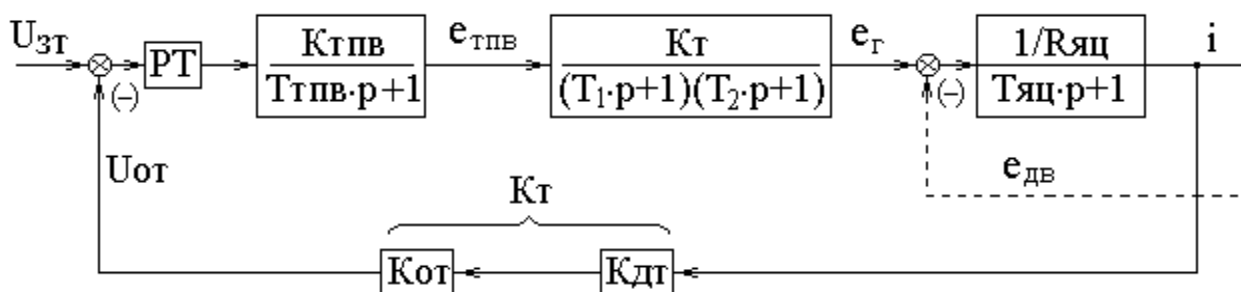 Uзт
(–)
РТ
Ктпв
Tтпв·p+1
eтпв
Кт
(T₁·p+1)(T₂·p+1)
eг
(–)
1/Rяц
Tяц·p+1
i
Uот
eдв
Кт
Кот
Кдт